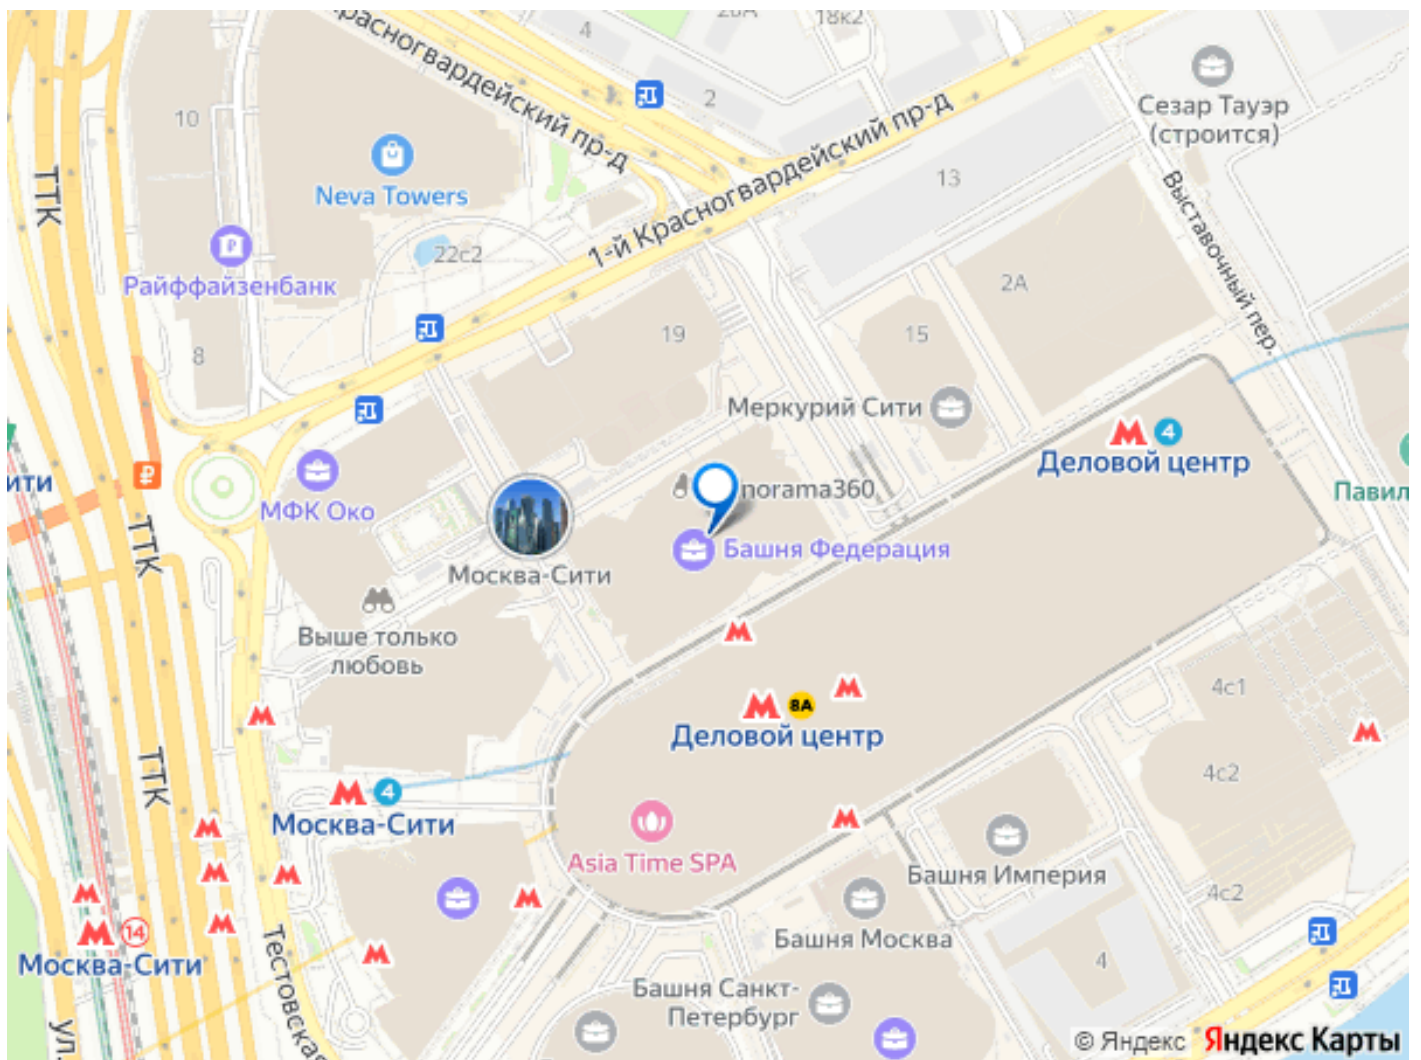 Красногвардейский пр-д
4
28А
18к2
2
10
ТТК
Neva Towers
1-й Красногвардейский пр-д
Сезар Тауэр
(строится)
13
Выставочный пер.
22с2
Райффайзенбанк
2А
19
15
8
Меркурий Сити
4
Деловой центр
ити
МФК Око
norama360
Башня Федерация
Москва-Сити
Павил
ТТК
Выше только
любовь
4с1
8А
Деловой центр
ТТК
4с2
4
Москва-Сити
Asia Time SPA
Башня Империя
4с2
14
Москва-Сити
Тестовская
Башня Москва
4
Башня Санкт-
Петербург
ул.
© Яндекс Яндекс Карты